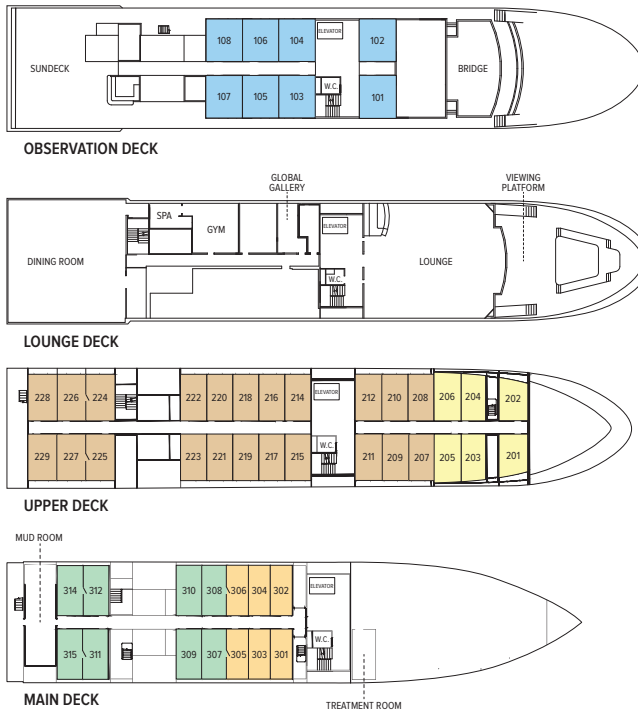 108 106 104 ELEVATOR 102
SUNDECK BRIDGE
W.C.
107 105 103 101
OBSERVATION DECK
GLOBAL
GALLERY
VIEWING
PLATFORM
SPA
GYM
ELEVATOR
DINING ROOM LOUNGE
W.C.
LOUNGE DECK
228 226 224 222 220 218 216 214 ELEVATOR 212 210 208 206 204 202
W.C.
229 227 225 223 221 219 217 215 211 209 207 205 203 201
UPPER DECK
MUD ROOM
314 312 310 308 306 304 302 ELEVATOR
W.C.
315 311 309 307 305 303 301
MAIN DECK
TREATMENT ROOM